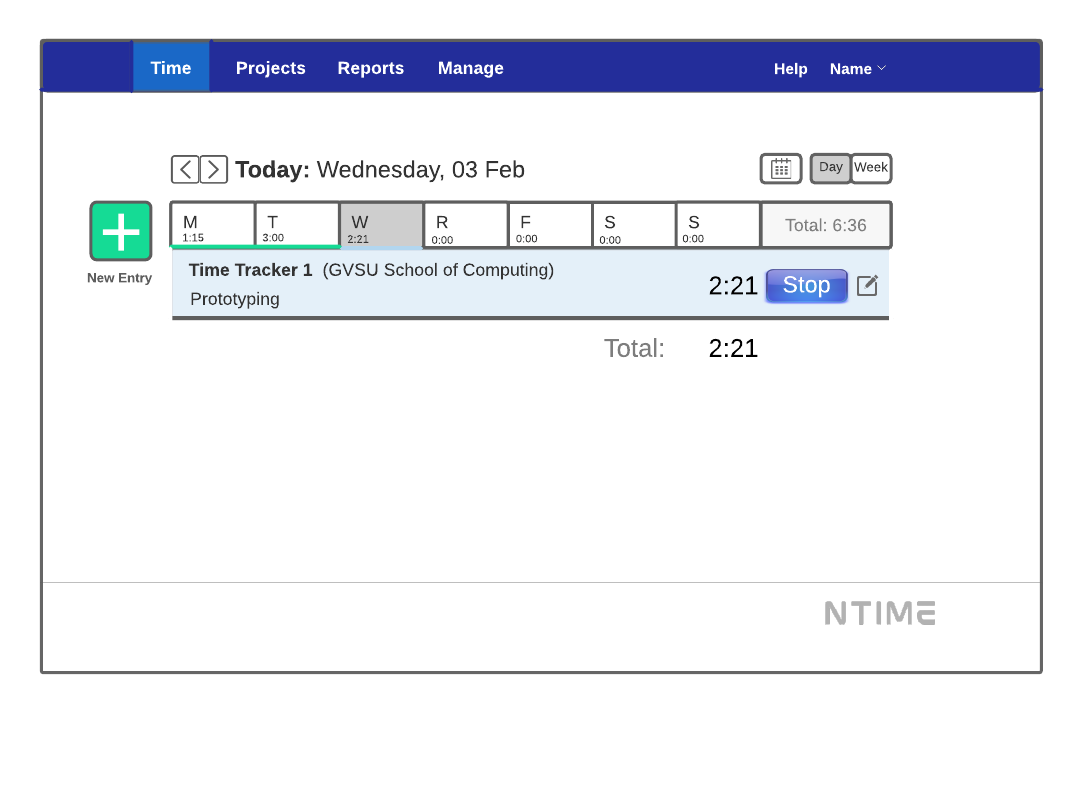 Time Projects Reports Manage Help Name
Today: Wednesday, 03 Feb Day Week
M T W R F S S Total: 6:36
1:15 3:00 2:21 0:00 0:00 0:00 0:00
New Entry
Time Tracker 1 (GVSU School of Computing)
Prototyping
2:21 Stop
Total: 2:21
NTIME